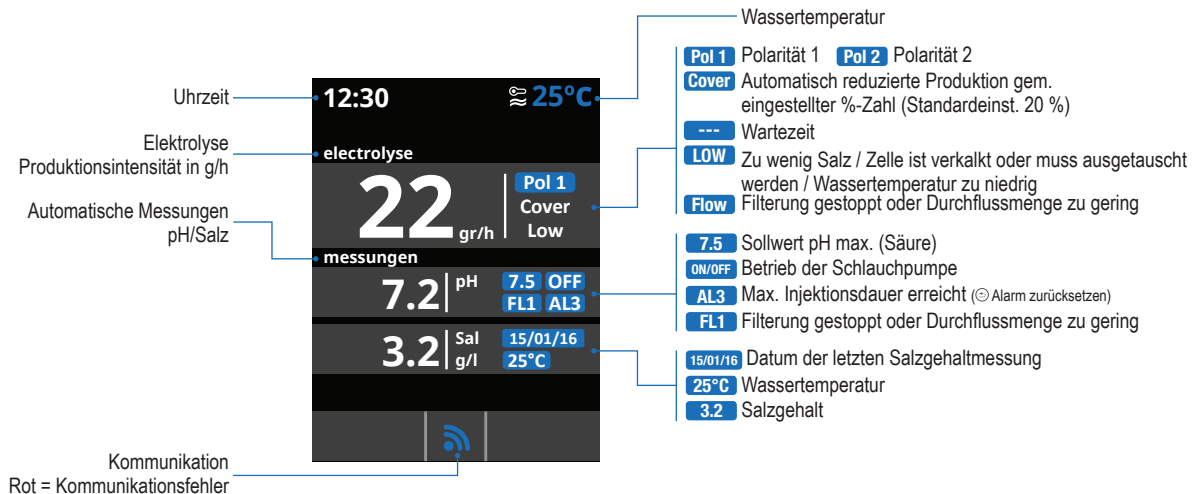 Wassertemperatur
Pol 1 Polarität 1 Pol 2 Polarität 2
Cover Automatisch reduzierte Produktion gem.
eingestellter %-Zahl (Standardeinst. 20 %)
--- Wartezeit
LOW Zu wenig Salz / Zelle ist verkalkt oder muss ausgetauscht
werden / Wassertemperatur zu niedrig
Flow Filterung gestoppt oder Durchflussmenge zu gering
7.5 Sollwert pH max. (Säure)
ON/OFF Betrieb der Schlauchpumpe
AL3 Max. Injektionsdauer erreicht (⊝ Alarm zurücksetzen)
FL1 Filterung gestoppt oder Durchflussmenge zu gering
15/01/16 Datum der letzten Salzgehaltmessung
25°C Wassertemperatur
3.2 Salzgehalt
Uhrzeit
Elektrolyse
Produktionsintensität in g/h
Automatische Messungen
pH/Salz
Kommunikation
Rot = Kommunikationsfehler
12:30 25°C
electrolyse
22 gr/h
Pol 1
Cover
Low
messungen
7.2 pH 7.5 OFF
FL1 AL3
3.2 Sal 15/01/16
g/l 25°C